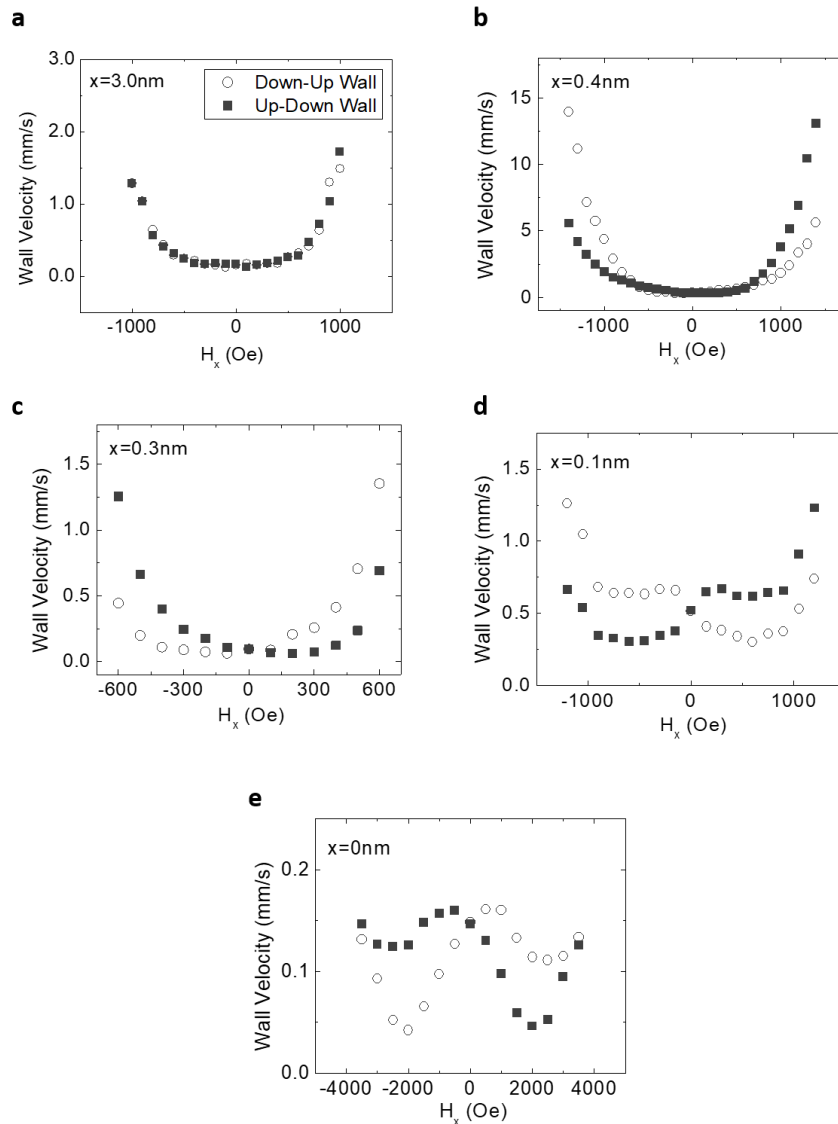 a
x=3.0nm
Down-Up Wall
Up-Down Wall
3.0
2.0
1.0
0.0
Wall Velocity (mm/s)
-1000
0
1000
Hₓ (Oe)
b
x=0.4nm
15
10
5
0
Wall Velocity (mm/s)
-1000
0
1000
Hₓ (Oe)
c
x=0.3nm
1.5
1.0
0.5
0.0
Wall Velocity (mm/s)
-600
-300
0
300
600
Hₓ (Oe)
d
x=0.1nm
1.5
1.0
0.5
0.0
Wall Velocity (mm/s)
-1000
0
1000
Hₓ (Oe)
e
x=0nm
0.2
0.1
0.0
Wall Velocity (mm/s)
-4000
-2000
0
2000
4000
Hₓ (Oe)